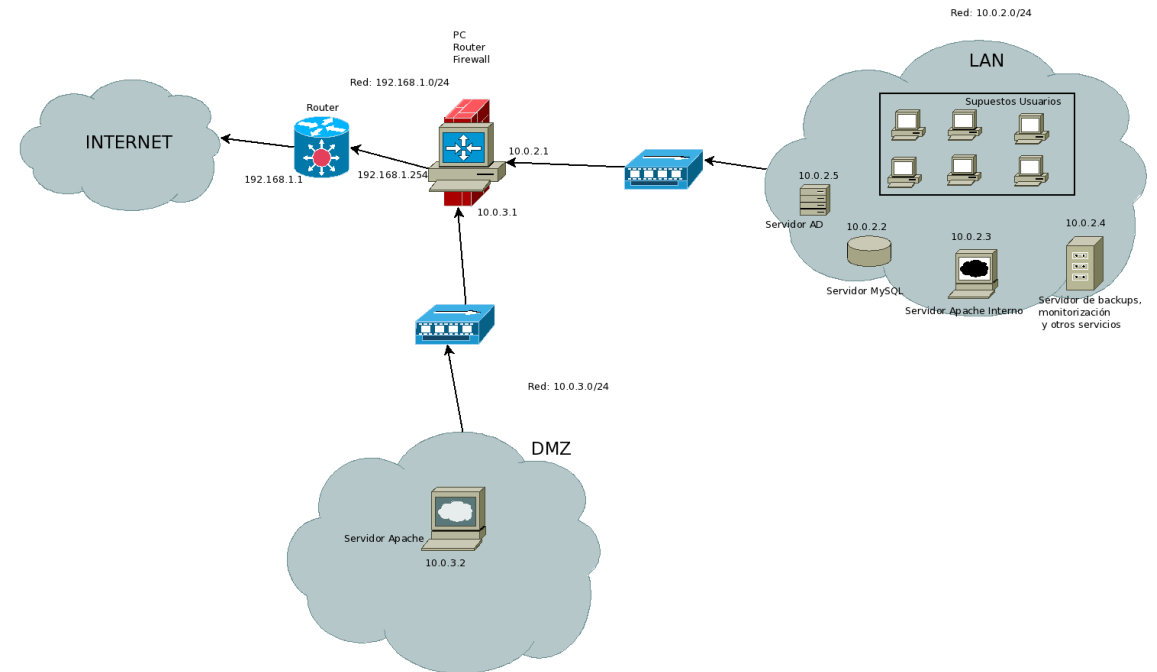 Red: 10.0.2.0/24
PC
Router
Firewall
LAN
Red: 192.168.1.0/24
Supuestos Usuarios
Router
INTERNET
10.0.2.1
192.168.1.1
192.168.1.254
10.0.2.5
10.0.3.1
Servidor AD
10.0.2.2
10.0.2.3
10.0.2.4
Servidor MySQL
Servidor Apache Interno
Servidor de backups,
monitorización
y otros servicios
Red: 10.0.3.0/24
DMZ
Servidor Apache
10.0.3.2